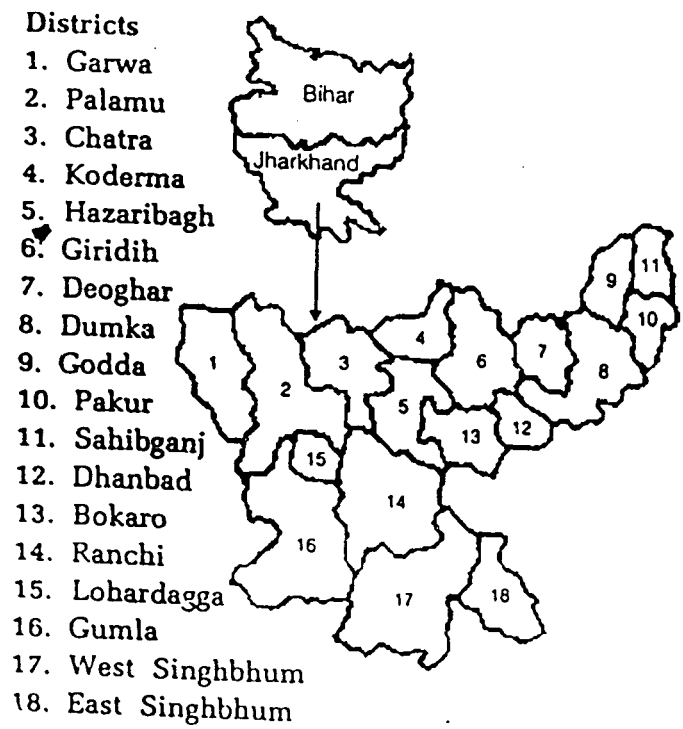 Districts
1. Garwa
2. Palamu
3. Chatra
4. Koderma
5. Hazaribagh
6. Giridih
7. Deoghar
8. Dumka
9. Godda
10. Pakur
11. Sahibganj
12. Dhanbad
13. Bokaro
14. Ranchi
15. Lohardagga
16. Gumla
17. West Singhbhum
18. East Singhbhum
Bihar
Jharkhand
11
9
10
4
3
6
7
1
2
8
5
12
13
15
14
16
17
18